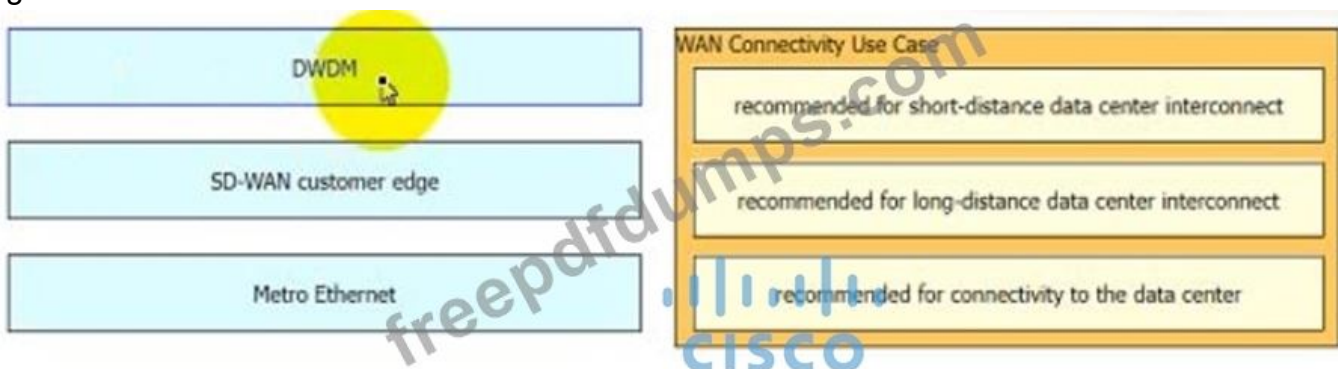 DWDM
SD-WAN customer edge
Metro Ethernet
WAN Connectivity Use Case
recommended for short-distance data center interconnect
recommended for long-distance data center interconnect
recommended for connectivity to the data center
freepdfdumps.com
CISCO